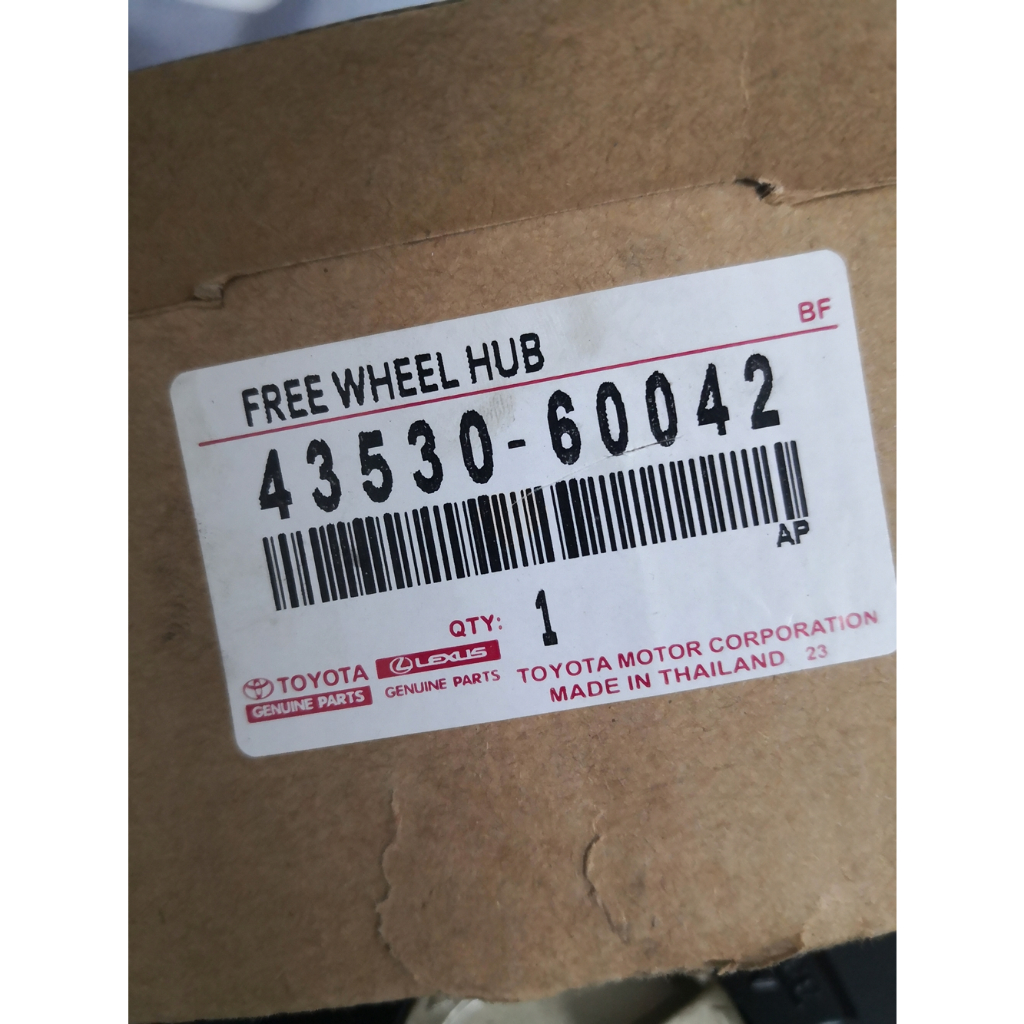 BF
FREE WHEEL HUB
43530-60042
AP
QTY: 1
TOYOTA
GENUINE PARTS
LEXUS
GENUINE PARTS
TOYOTA MOTOR CORPORATION
MADE IN THAILAND 23